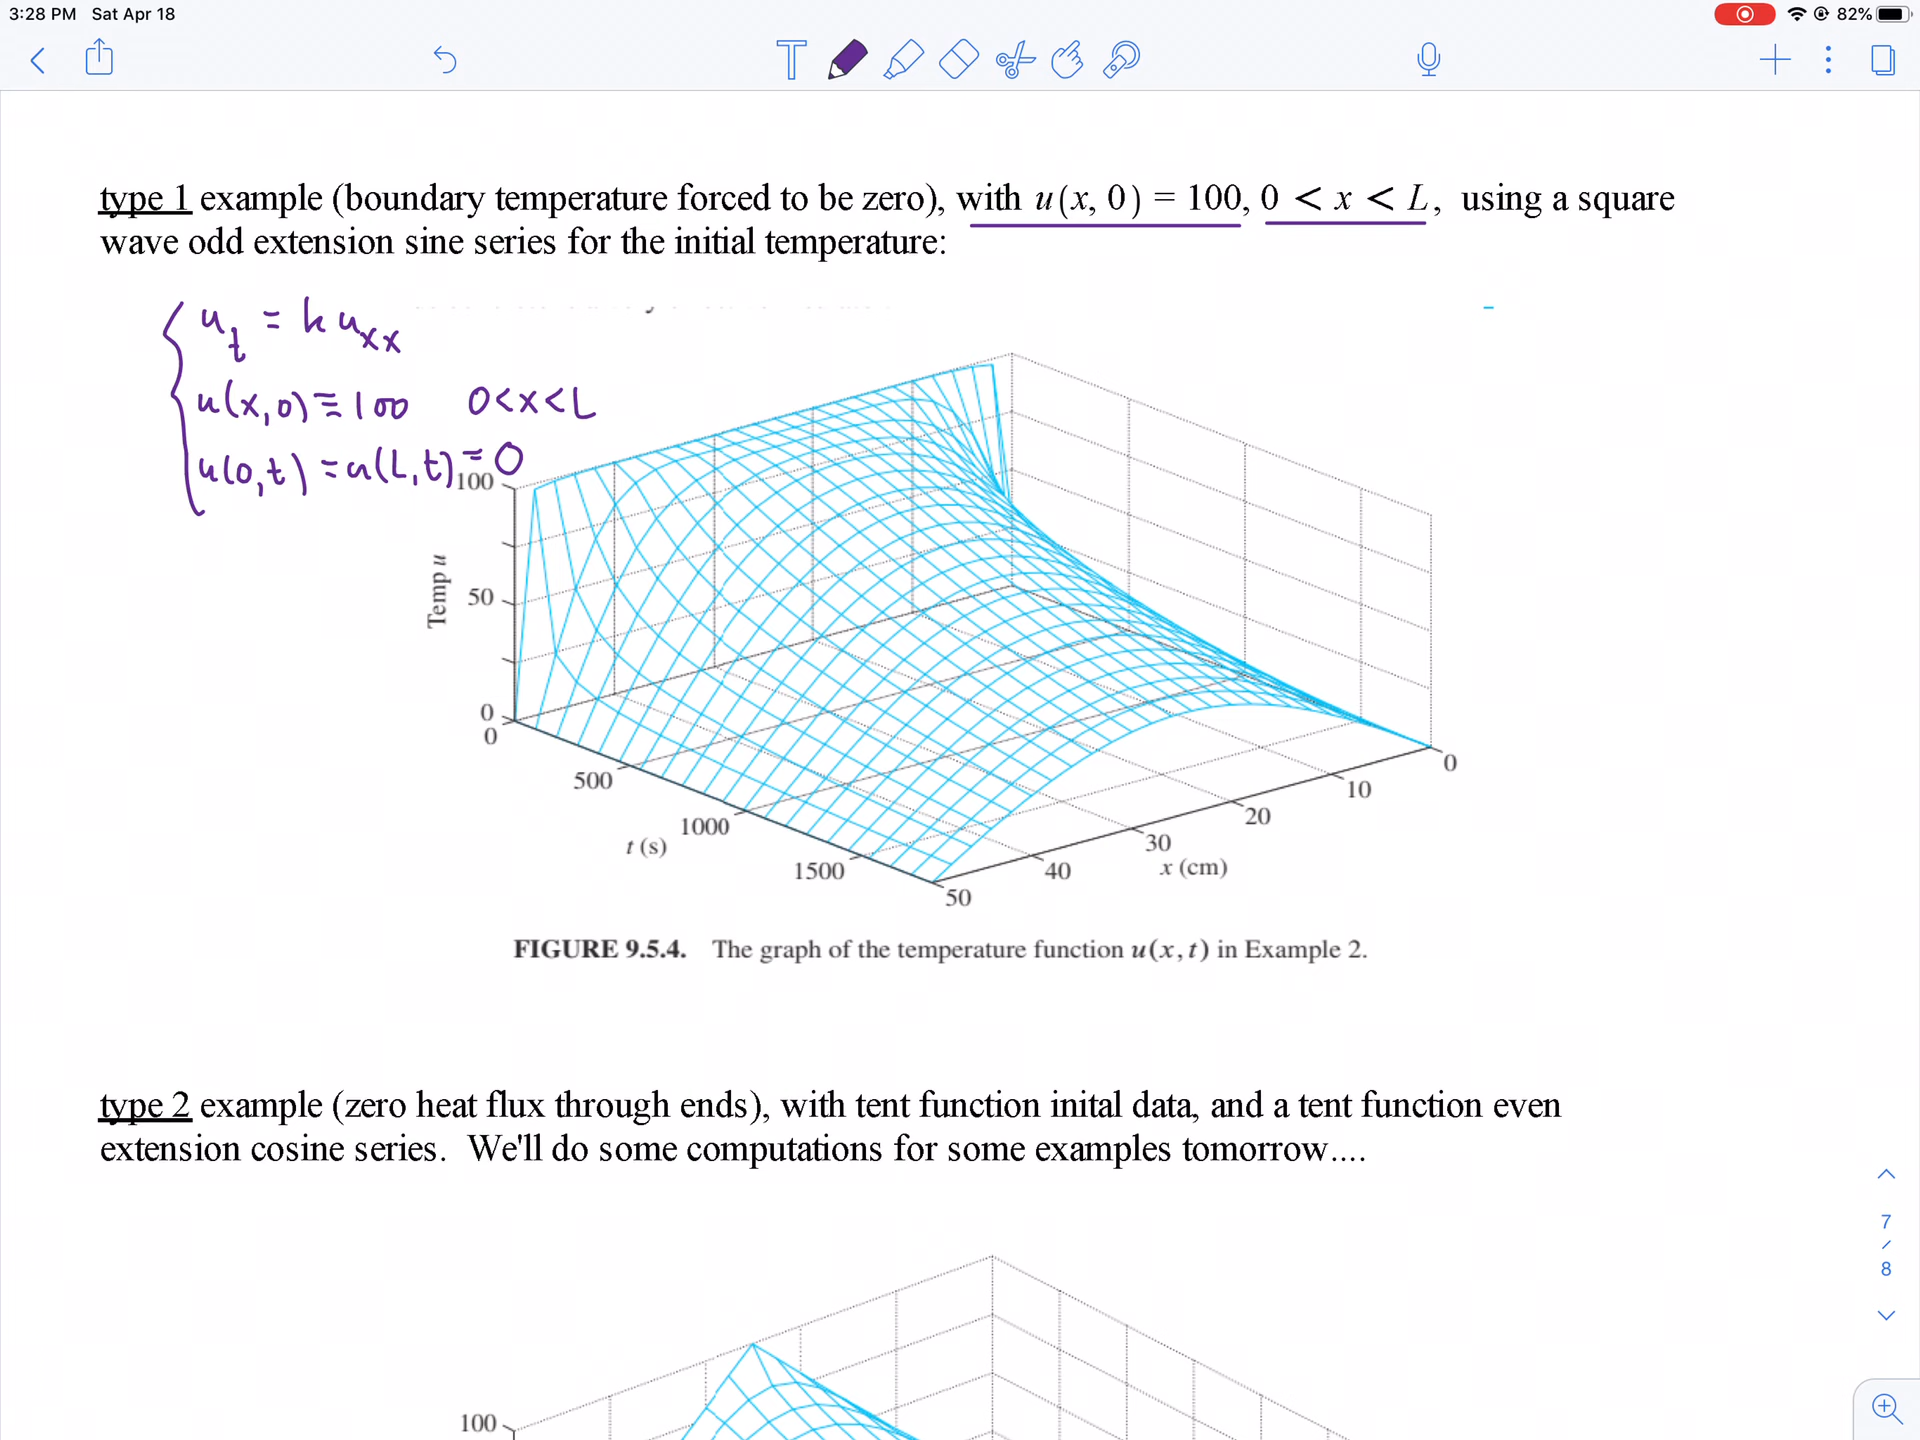 3:28 PM Sat Apr 18
82%
type 1 example (boundary temperature forced to be zero), with u(x, 0) = 100, 0 < x < L, using a square
wave odd extension sine series for the initial temperature:
u_t = k u_xx
u(x,0) ≡ 100 0<x<L
u(0,t) = u(L,t) = 0
100
Temp u
50
0
0
500
1000
t (s)
1500
0
10
20
30
x (cm)
40
50
FIGURE 9.5.4. The graph of the temperature function u(x, t) in Example 2.
type 2 example (zero heat flux through ends), with tent function inital data, and a tent function even
extension cosine series. We'll do some computations for some examples tomorrow....
7
/
8
100